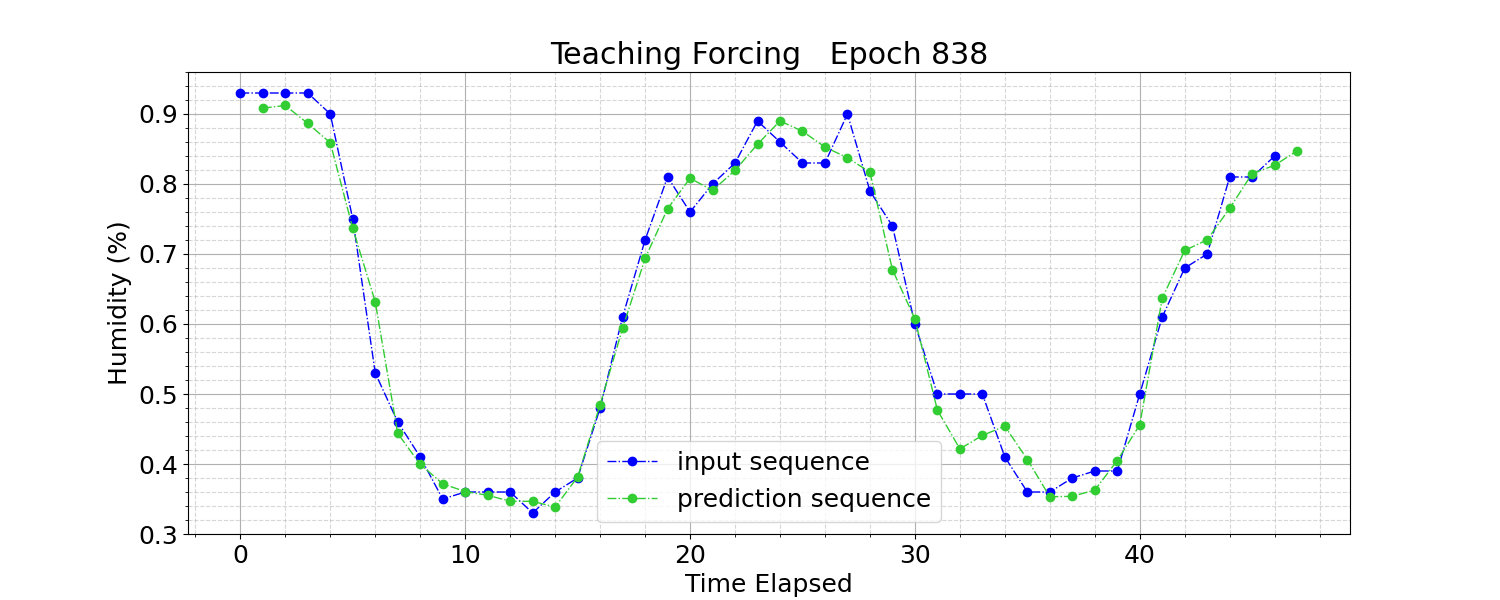 Teaching Forcing   Epoch 838
Humidity (%)
0.9
0.8
0.7
0.6
0.5
0.4
0.3
input sequence
prediction sequence
0 10 20 30 40
Time Elapsed